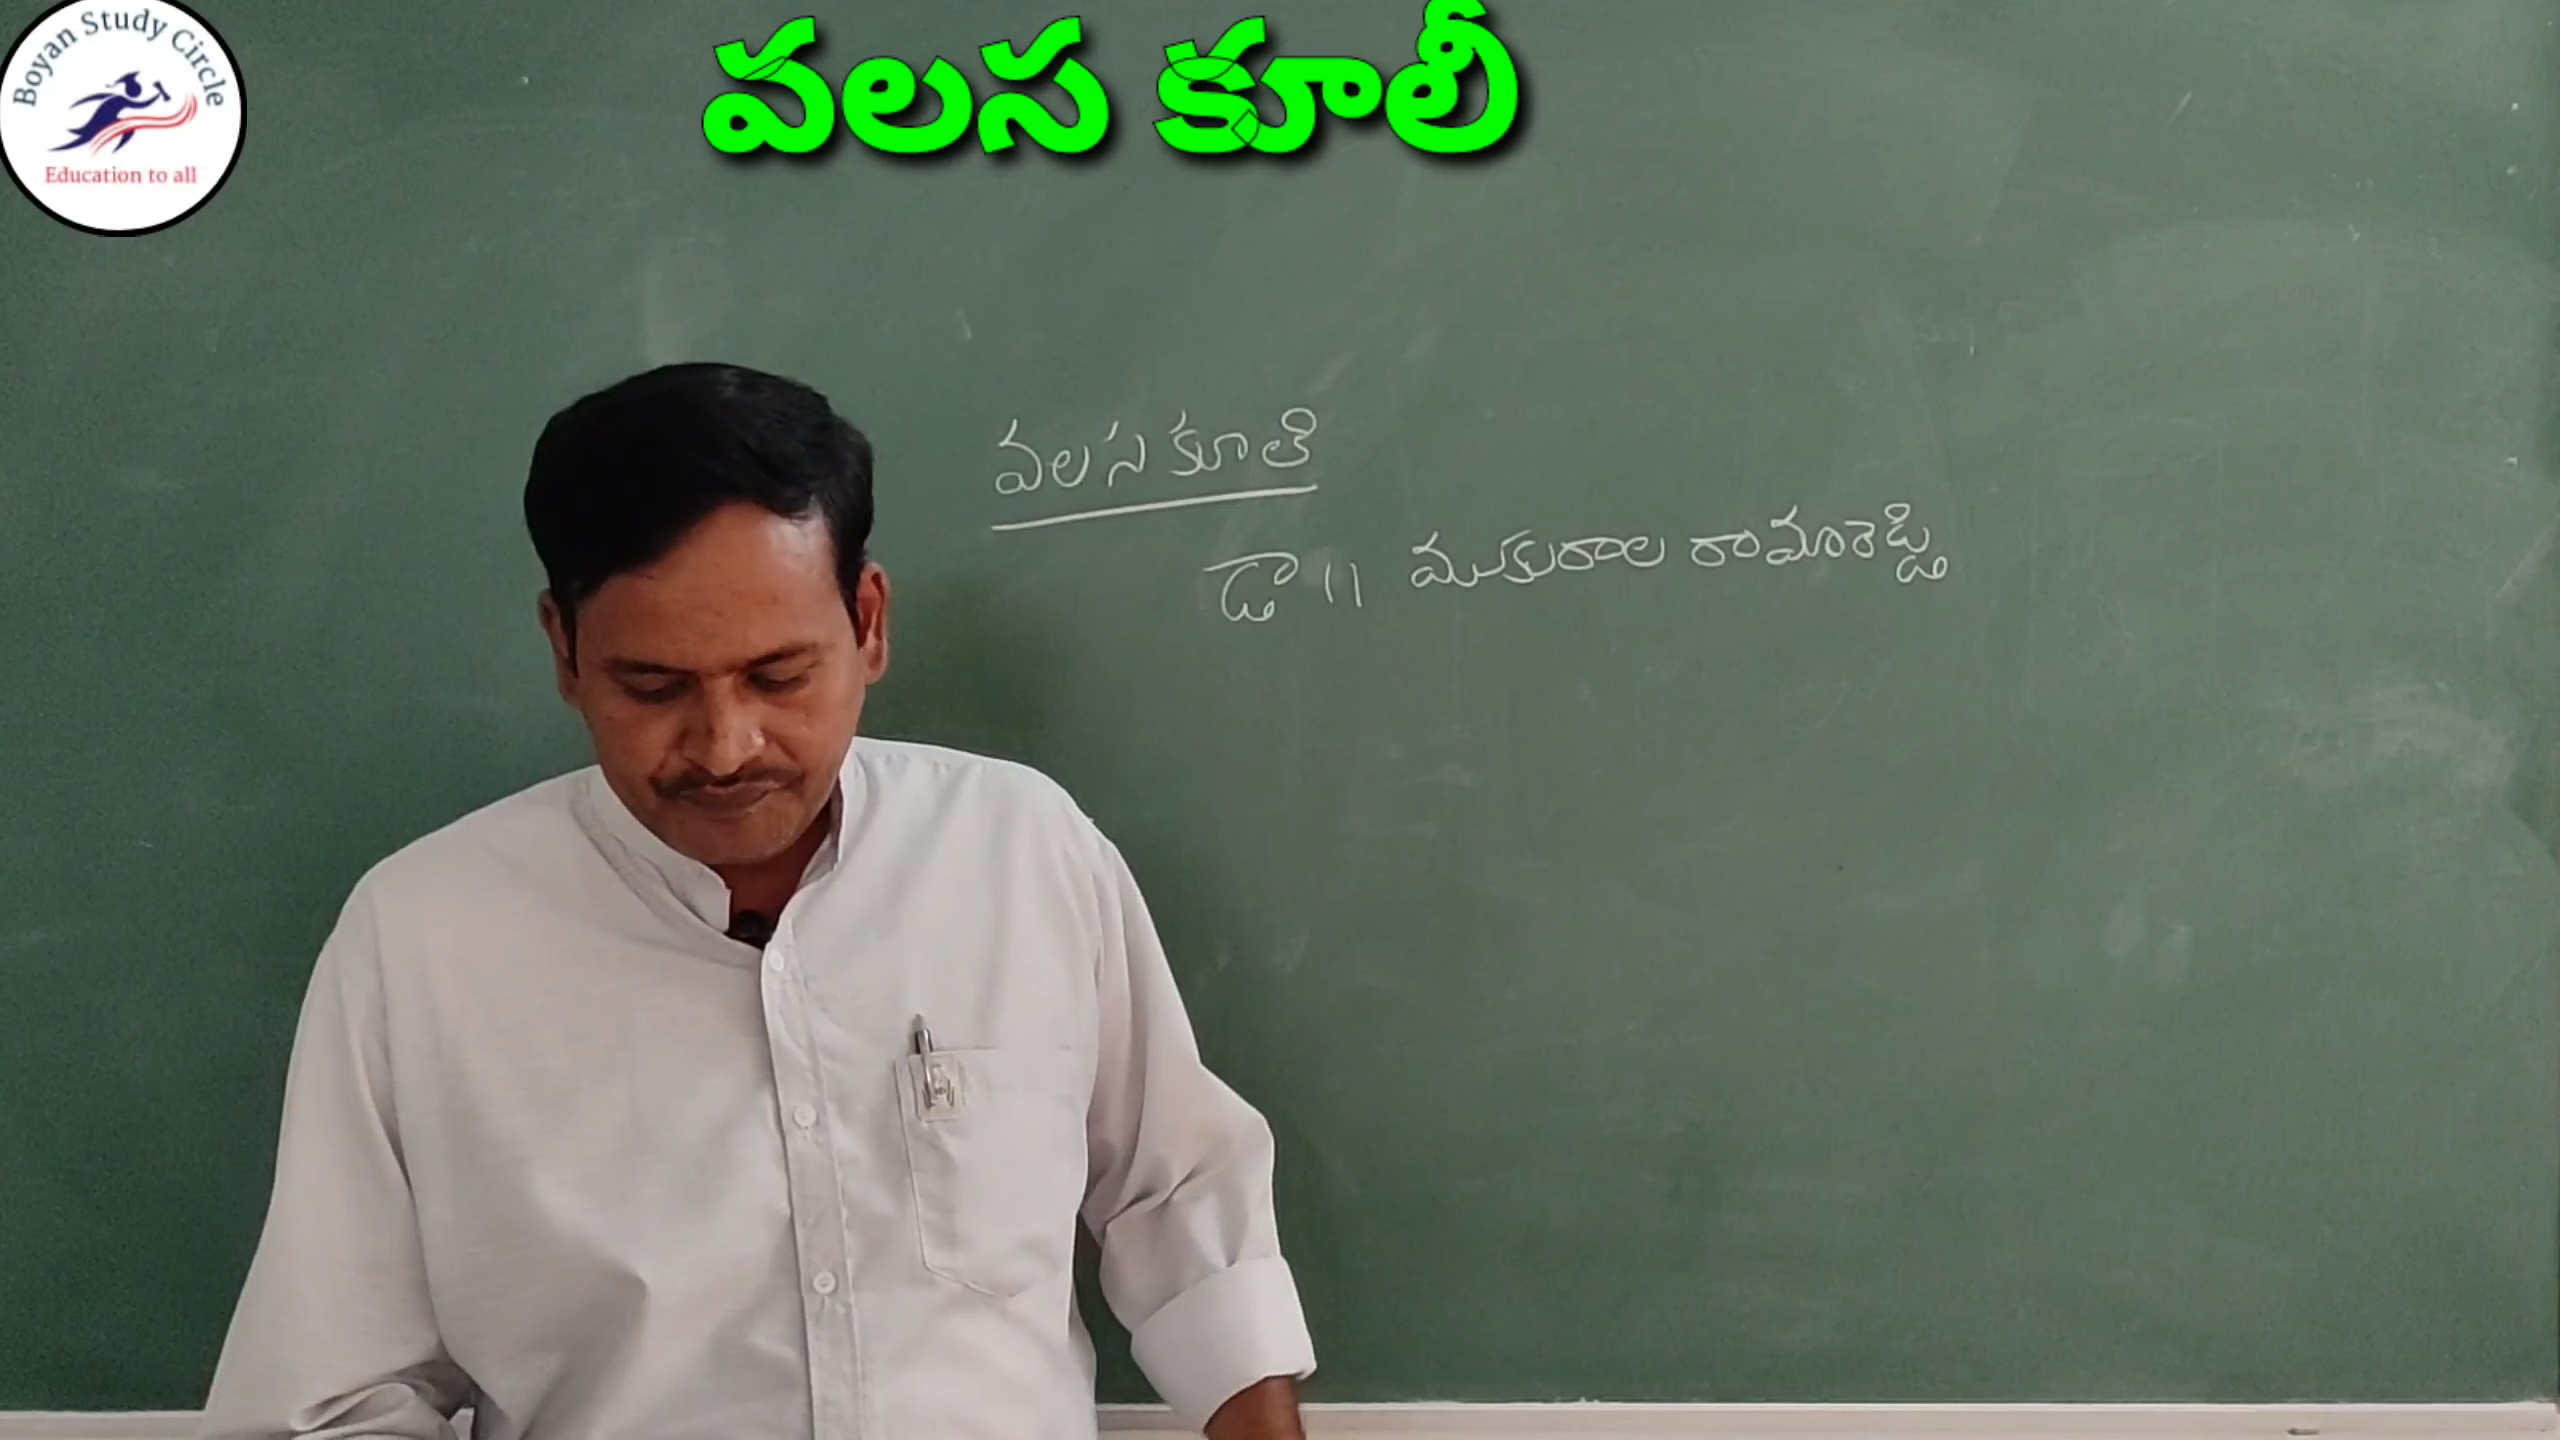 Boyan Study Circle
Education to all
వలస కూలీ
వలస కూలీ
డా॥ ముకురాల రామారెడ్డి